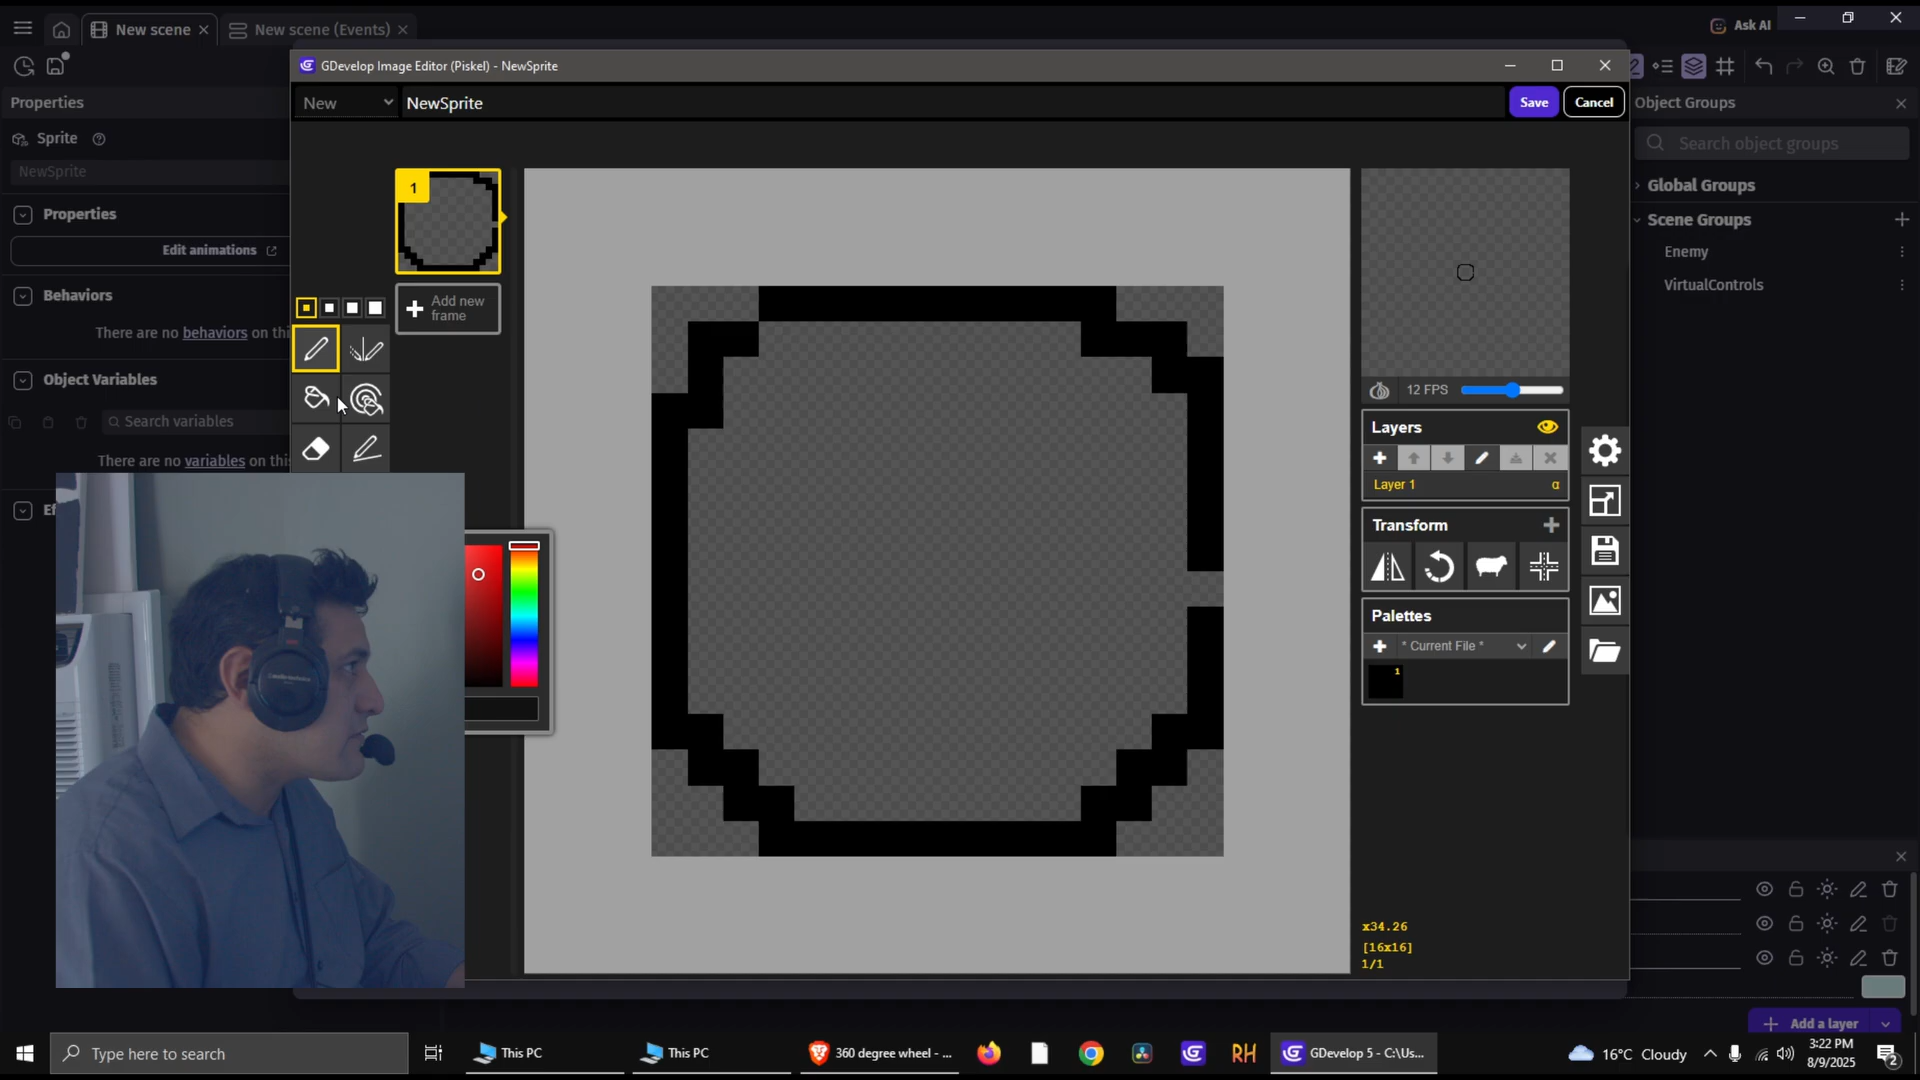 New scene
New scene (Events)
Ask AI
Properties
Sprite
NewSprite
Properties
Edit animations
Behaviors
There are no behaviors on thi
Object Variables
Search variables
There are no variables on this
Ef
GDevelop Image Editor (Piskel) - NewSprite
New
NewSprite
Save
Cancel
1
Add new
frame
12 FPS
Layers
Layer 1
α
Transform
Palettes
* Current File *
1
x34.26
[16x16]
1/1
Object Groups
Search object groups
Global Groups
Scene Groups
Enemy
VirtualControls
Add a layer
Type here to search
This PC
This PC
360 degree wheel - ...
RH
GDevelop 5 - C:\Us...
16°C Cloudy
3:22 PM
8/9/2025
2